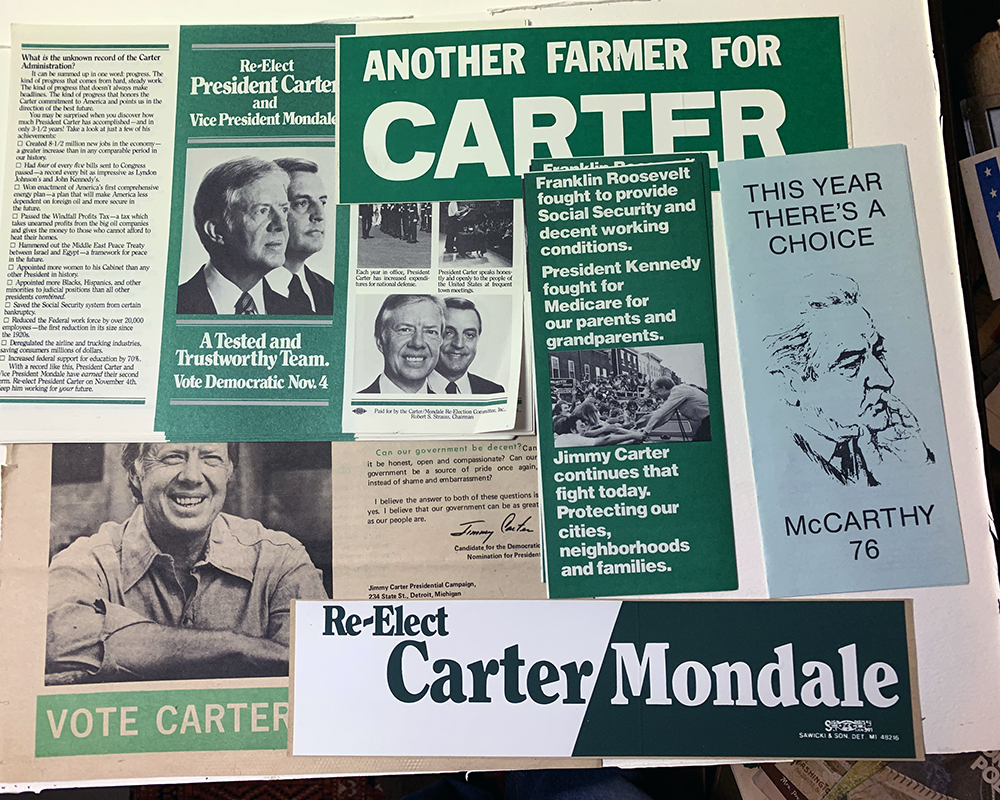 What is the unknown record of the Carter
Administration?
It can be summed up in one word: progress. The
kind of progress that comes from hard, steady work.
The kind of progress that doesn't always make
headlines. The kind of progress that honors the
Carter commitment to America and points us in the
direction of the best future.
You may be surprised when you discover how
much President Carter has accomplished—and in
only 3-1/2 years! Take a look at just a few of his
achievements:
□ Created 8-1/2 million new jobs in the economy—
a greater increase than in any comparable period in
our history.
□ Had four of every five bills sent to Congress
passed—a record every bit as impressive as Lyndon
Johnson's and John Kennedy's.
□ Won enactment of America's first comprehensive
energy plan—a plan that will make America less
dependent on foreign oil and more secure in
the future.
□ Passed the Windfall Profits Tax—a tax which
takes unearned profits from the big oil companies
and gives the money to those who cannot afford to
heat their homes.
□ Hammered out the Middle East Peace Treaty
between Israel and Egypt—a framework for peace
in the future.
□ Appointed more women to his Cabinet than any
other President in history.
□ Appointed more Blacks, Hispanics, and other
minorities to judicial positions than all other
presidents combined.
□ Saved the Social Security system from certain
bankruptcy.
□ Reduced the Federal work force by over 20,000
employees—the first reduction in its size since
the 1920s.
□ Deregulated the airline and trucking industries,
saving consumers millions of dollars.
□ Increased federal support for education by 70%.
With a record like this, President Carter and
Vice President Mondale have earned their second
term. Re-elect President Carter on November 4th.
Keep him working for your future.
Re-Elect
President Carter
and
Vice President Mondale
A Tested and
Trustworthy Team.
Vote Democratic Nov. 4
ANOTHER FARMER FOR
CARTER
Each year in office, President
Carter has increased expendi-
tures for national defense.
President Carter speaks hones-
tly and openly to the people of
the United States at frequent
town meetings.
Paid for by the Carter/Mondale Re-Election Committee, Inc.
Robert S. Strauss, Chairman
Franklin Roosevelt
Franklin Roosevelt
fought to provide
Social Security and
decent working
conditions.
President Kennedy
fought for
Medicare for
our parents and
grandparents.
Jimmy Carter
continues that
fight today.
Protecting our
cities,
neighborhoods
and families.
THIS YEAR
THERE'S A
CHOICE
McCARTHY
76
Can our government be decent? Can
it be honest, open and compassionate? Can our
government be a source of pride once again,
instead of shame and embarrassment?
I believe the answer to both of these questions is
yes. I believe that our government can be as great
as our people are.
Jimmy Carter
Candidate for the Democratic
Nomination for President
Jimmy Carter Presidential Campaign,
234 State St., Detroit, Michigan
VOTE CARTER
Re-Elect
Carter/Mondale
SAWICKI & SON, DET. MI 48216